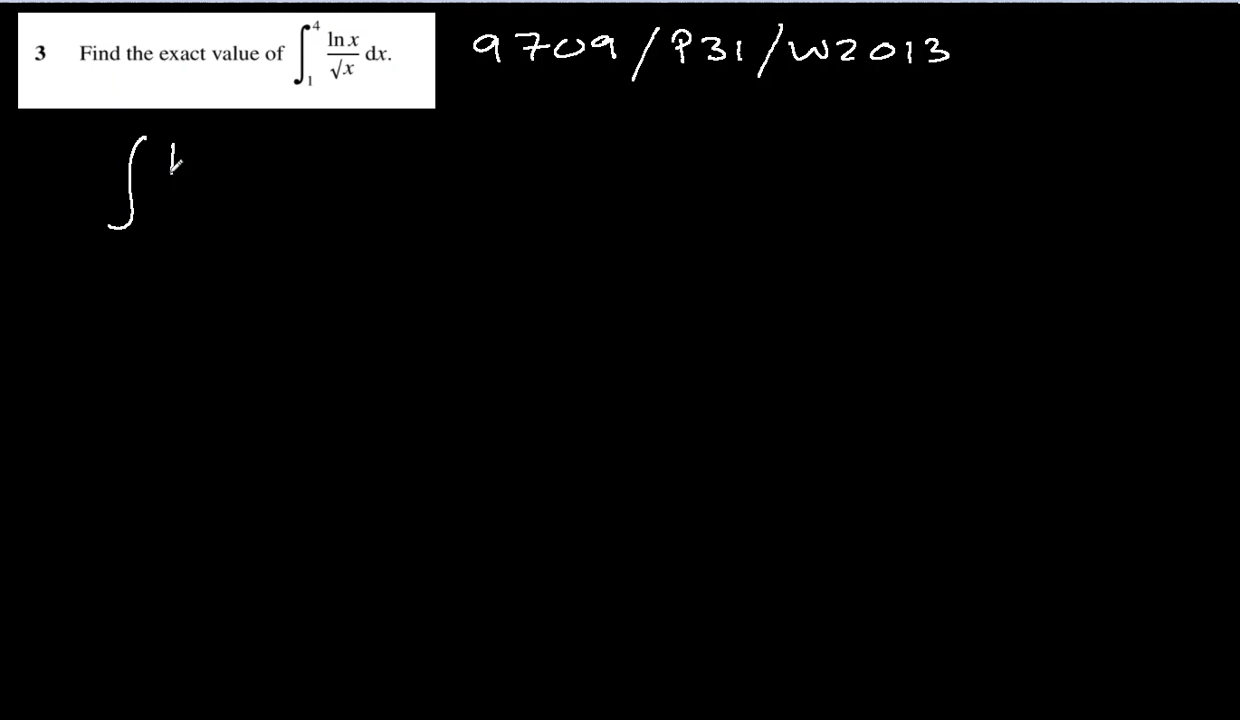 3 Find the exact value of ∫₁⁴ ln x / √x dx. 9709/P31/W2013
∫ l